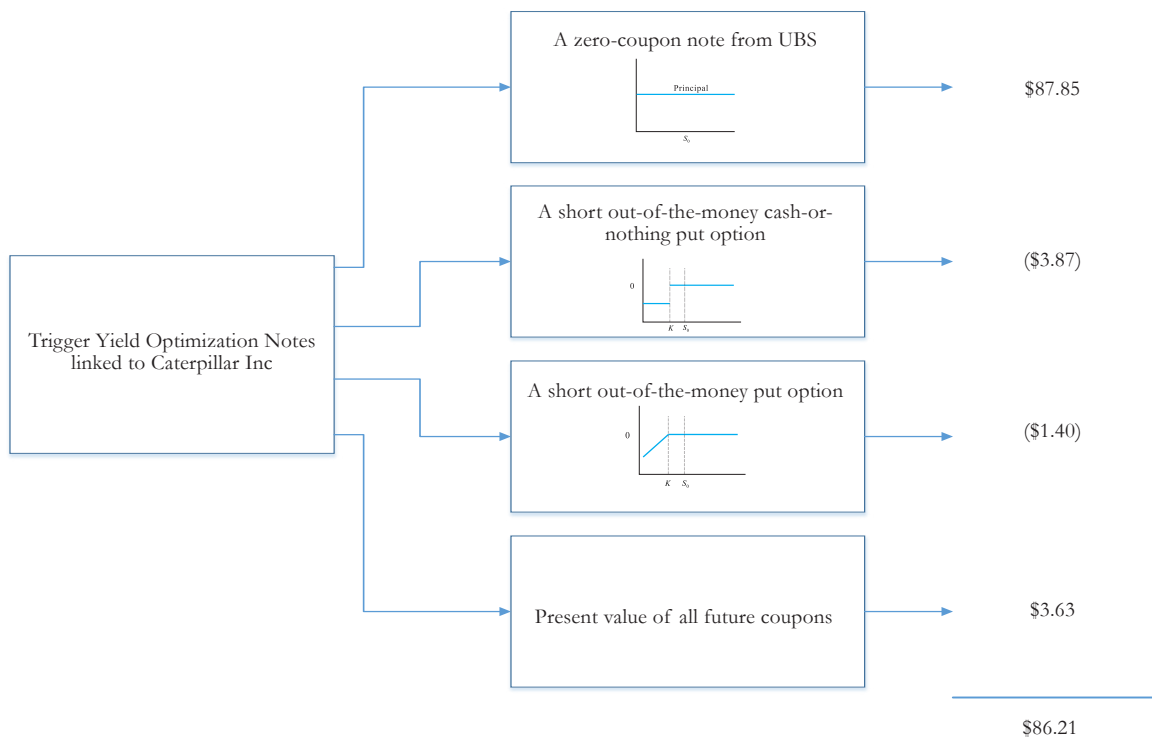 Trigger Yield Optimization Notes
linked to Caterpillar Inc
A zero-coupon note from UBS
Principal
S₀
$87.85
A short out-of-the-money cash-or-
nothing put option
0
K S₀
($3.87)
A short out-of-the-money put option
0
K S₀
($1.40)
Present value of all future coupons
$3.63
$86.21